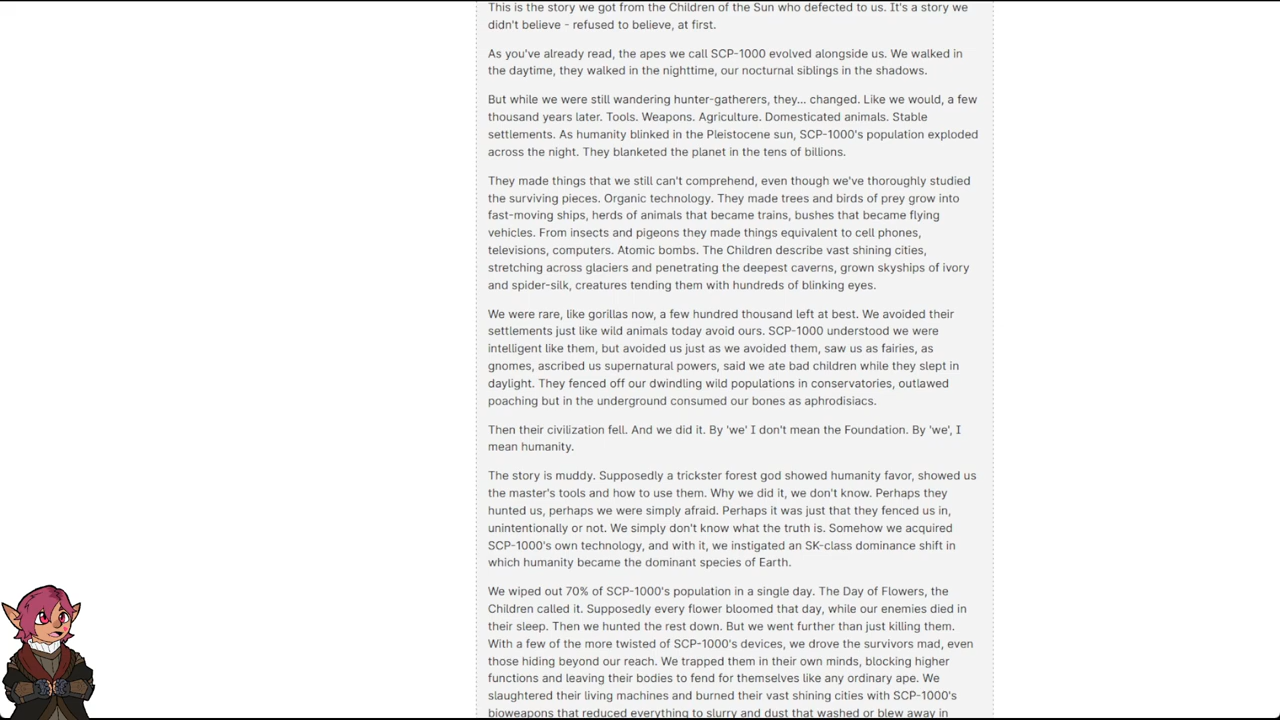 This is the story we got from the Children of the Sun who defected to us. It's a story we
didn't believe - refused to believe, at first.
As you've already read, the apes we call SCP-1000 evolved alongside us. We walked in
the daytime, they walked in the nighttime, our nocturnal siblings in the shadows.
But while we were still wandering hunter-gatherers, they... changed. Like we would, a few
thousand years later. Tools. Weapons. Agriculture. Domesticated animals. Stable
settlements. As humanity blinked in the Pleistocene sun, SCP-1000's population exploded
across the night. They blanketed the planet in the tens of billions.
They made things that we still can't comprehend, even though we've thoroughly studied
the surviving pieces. Organic technology. They made trees and birds of prey grow into
fast-moving ships, herds of animals that became trains, bushes that became flying
vehicles. From insects and pigeons they made things equivalent to cell phones,
televisions, computers. Atomic bombs. The Children describe vast shining cities,
stretching across glaciers and penetrating the deepest caverns, grown skyships of ivory
and spider-silk, creatures tending them with hundreds of blinking eyes.
We were rare, like gorillas now, a few hundred thousand left at best. We avoided their
settlements just like wild animals today avoid ours. SCP-1000 understood we were
intelligent like them, but avoided us just as we avoided them, saw us as fairies, as
gnomes, ascribed us supernatural powers, said we ate bad children while they slept in
daylight. They fenced off our dwindling wild populations in conservatories, outlawed
poaching but in the underground consumed our bones as aphrodisiacs.
Then their civilization fell. And we did it. By 'we' I don't mean the Foundation. By 'we', I
mean humanity.
The story is muddy. Supposedly a trickster forest god showed humanity favor, showed us
the master's tools and how to use them. Why we did it, we don't know. Perhaps they
hunted us, perhaps we were simply afraid. Perhaps it was just that they fenced us in,
unintentionally or not. We simply don't know what the truth is. Somehow we acquired
SCP-1000's own technology, and with it, we instigated an SK-class dominance shift in
which humanity became the dominant species of Earth.
We wiped out 70% of SCP-1000's population in a single day. The Day of Flowers, the
Children called it. Supposedly every flower bloomed that day, while our enemies died in
their sleep. Then we hunted the rest down. But we went further than just killing them.
With a few of the more twisted of SCP-1000's devices, we drove the survivors mad, even
those hiding beyond our reach. We trapped them in their own minds, blocking higher
functions and leaving their bodies to fend for themselves like any ordinary ape. We
slaughtered their living machines and burned their vast shining cities with SCP-1000's
bioweapons that reduced everything to slurry and dust that washed or blew away in